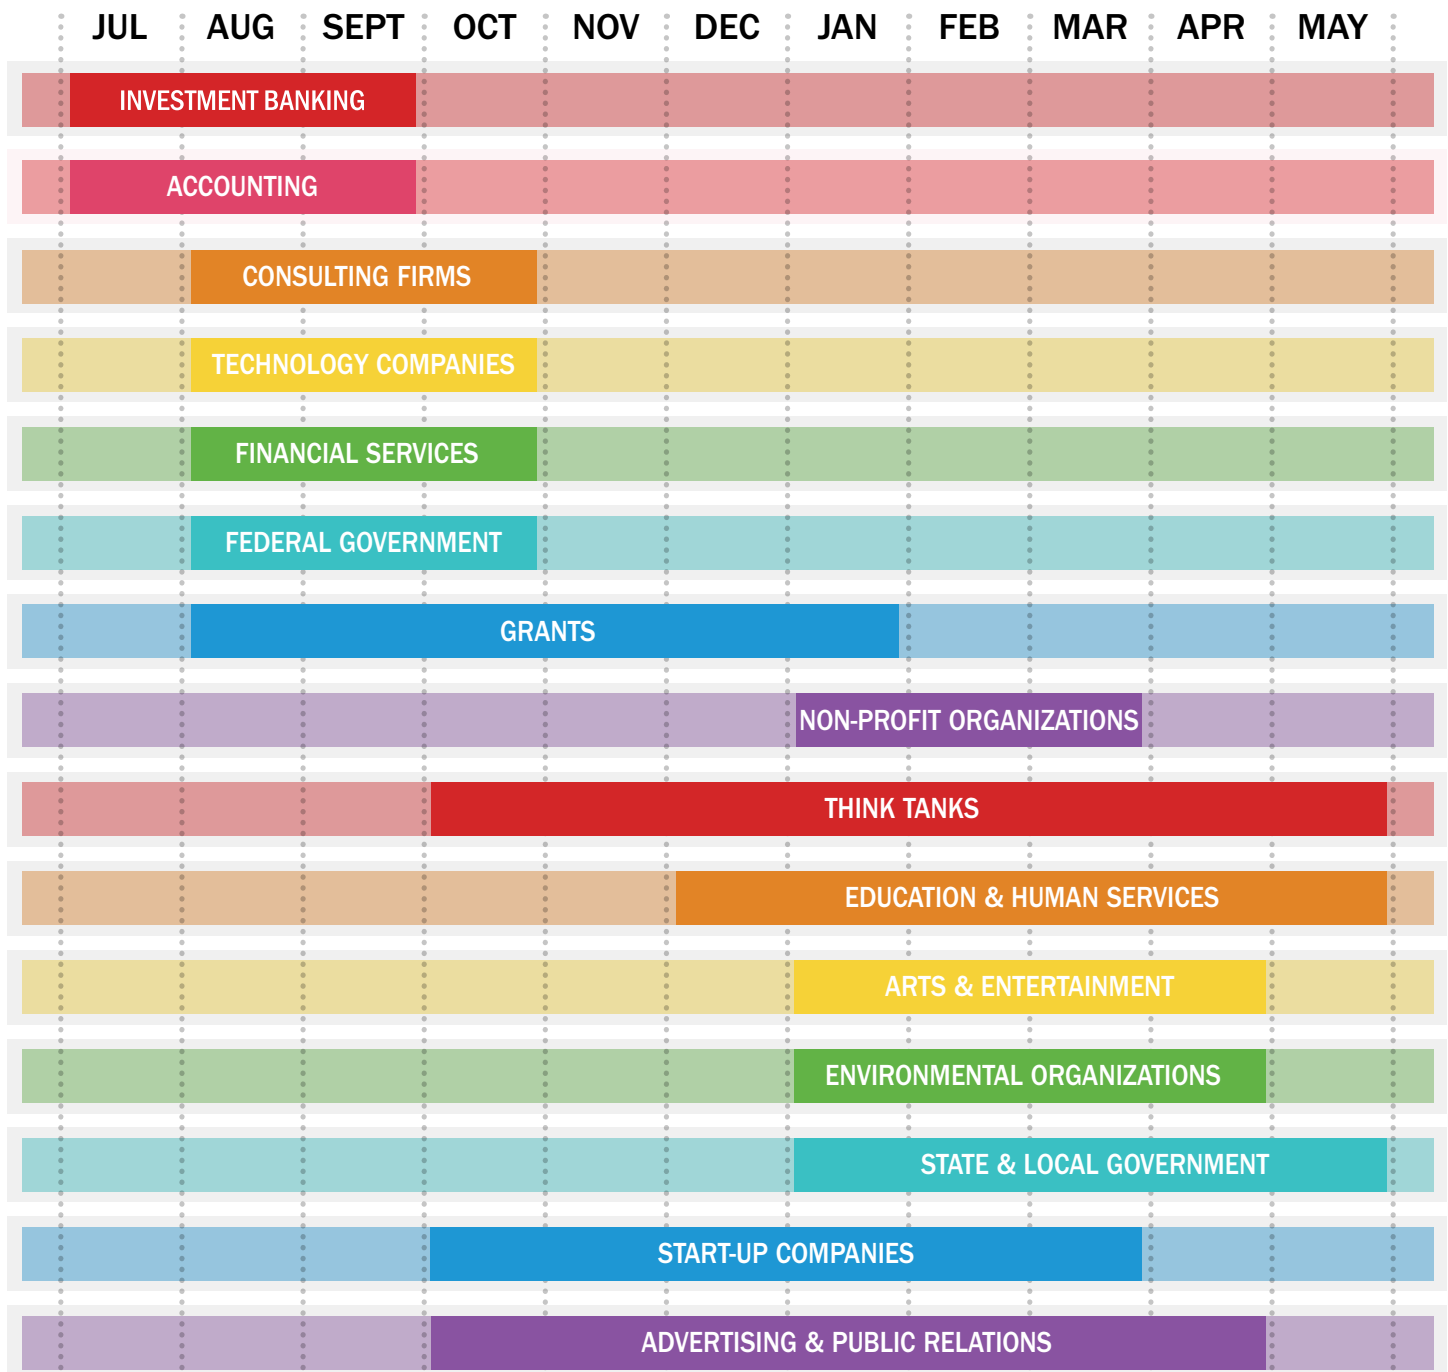 JUL AUG SEPT OCT NOV DEC JAN FEB MAR APR MAY
INVESTMENT BANKING
ACCOUNTING
CONSULTING FIRMS
TECHNOLOGY COMPANIES
FINANCIAL SERVICES
FEDERAL GOVERNMENT
GRANTS
NON-PROFIT ORGANIZATIONS
THINK TANKS
EDUCATION & HUMAN SERVICES
ARTS & ENTERTAINMENT
ENVIRONMENTAL ORGANIZATIONS
STATE & LOCAL GOVERNMENT
START-UP COMPANIES
ADVERTISING & PUBLIC RELATIONS